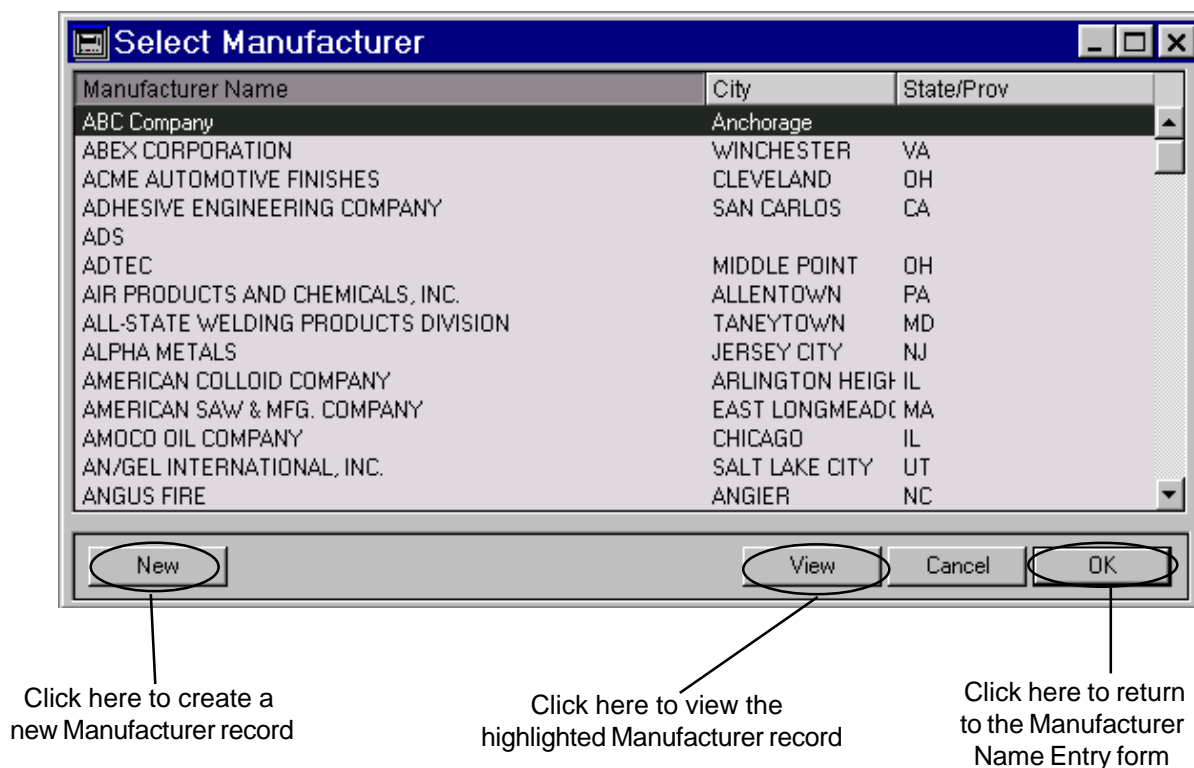 Select Manufacturer
Manufacturer Name City State/Prov
ABC Company Anchorage
ABEX CORPORATION WINCHESTER VA
ACME AUTOMOTIVE FINISHES CLEVELAND OH
ADHESIVE ENGINEERING COMPANY SAN CARLOS CA
ADS
ADTEC MIDDLE POINT OH
AIR PRODUCTS AND CHEMICALS, INC. ALLENTOWN PA
ALL-STATE WELDING PRODUCTS DIVISION TANEYTOWN MD
ALPHA METALS JERSEY CITY NJ
AMERICAN COLLOID COMPANY ARLINGTON HEIGH IL
AMERICAN SAW & MFG. COMPANY EAST LONGMEADO MA
AMOCO OIL COMPANY CHICAGO IL
AN/GEL INTERNATIONAL, INC. SALT LAKE CITY UT
ANGUS FIRE ANGIER NC
New View Cancel OK
Click here to create a
new Manufacturer record
Click here to view the
highlighted Manufacturer record
Click here to return
to the Manufacturer
Name Entry form